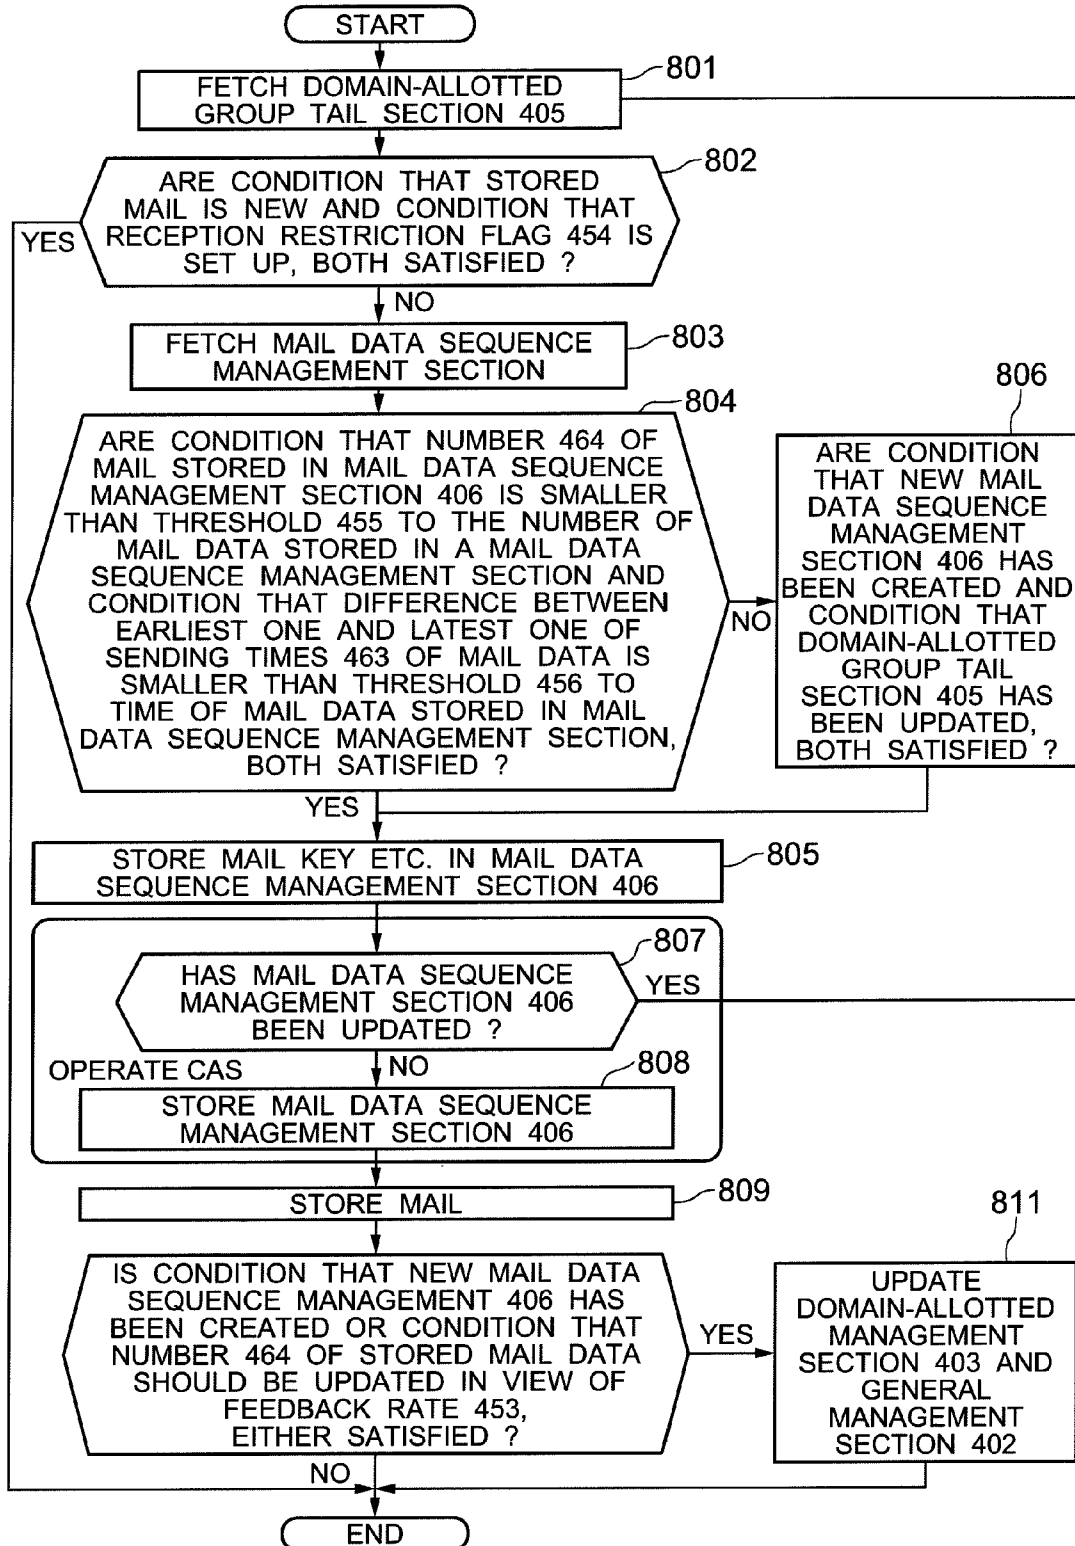 START
801
FETCH DOMAIN-ALLOTTED
GROUP TAIL SECTION 405
802
ARE CONDITION THAT STORED
MAIL IS NEW AND CONDITION THAT
RECEPTION RESTRICTION FLAG 454 IS
SET UP, BOTH SATISFIED ?
YES
NO
803
FETCH MAIL DATA SEQUENCE
MANAGEMENT SECTION
804
ARE CONDITION THAT NUMBER 464 OF
MAIL STORED IN MAIL DATA SEQUENCE
MANAGEMENT SECTION 406 IS SMALLER
THAN THRESHOLD 455 TO THE NUMBER OF
MAIL DATA STORED IN A MAIL DATA
SEQUENCE MANAGEMENT SECTION AND
CONDITION THAT DIFFERENCE BETWEEN
EARLIEST ONE AND LATEST ONE OF
SENDING TIMES 463 OF MAIL DATA IS
SMALLER THAN THRESHOLD 456 TO
TIME OF MAIL DATA STORED IN MAIL
DATA SEQUENCE MANAGEMENT SECTION,
BOTH SATISFIED ?
NO
806
ARE CONDITION
THAT NEW MAIL
DATA SEQUENCE
MANAGEMENT
SECTION 406 HAS
BEEN CREATED AND
CONDITION THAT
DOMAIN-ALLOTTED
GROUP TAIL
SECTION 405 HAS
BEEN UPDATED,
BOTH SATISFIED ?
YES
805
STORE MAIL KEY ETC. IN MAIL DATA
SEQUENCE MANAGEMENT SECTION 406
807
HAS MAIL DATA SEQUENCE
MANAGEMENT SECTION 406
BEEN UPDATED ?
YES
OPERATE CAS
NO
808
STORE MAIL DATA SEQUENCE
MANAGEMENT SECTION 406
809
STORE MAIL
IS CONDITION THAT NEW MAIL DATA
SEQUENCE MANAGEMENT 406 HAS
BEEN CREATED OR CONDITION THAT
NUMBER 464 OF STORED MAIL DATA
SHOULD BE UPDATED IN VIEW OF
FEEDBACK RATE 453,
EITHER SATISFIED ?
YES
811
UPDATE
DOMAIN-ALLOTTED
MANAGEMENT
SECTION 403 AND
GENERAL
MANAGEMENT
SECTION 402
NO
END